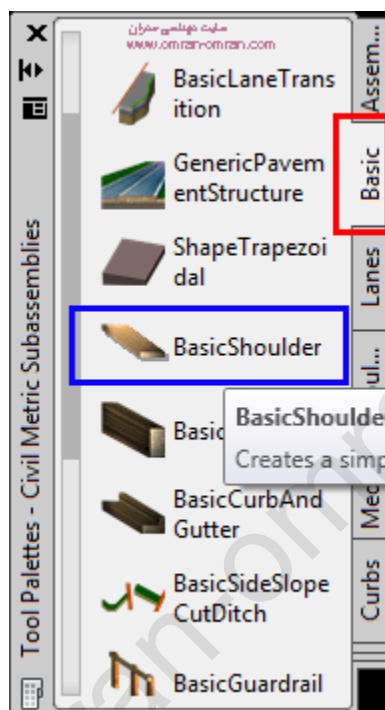 سایت مهندسی عمران
www.omran-omran.com
BasicLaneTrans
ition
GenericPavem
entStructure
ShapeTrapezoi
dal
BasicShoulder
Basic
BasicShoulde
Creates a simp
BasicCurbAnd
Gutter
BasicSideSlope
CutDitch
BasicGuardrail
Tool Palettes - Civil Metric Subassemblies
Assem...
Basic
Lanes
Curbs